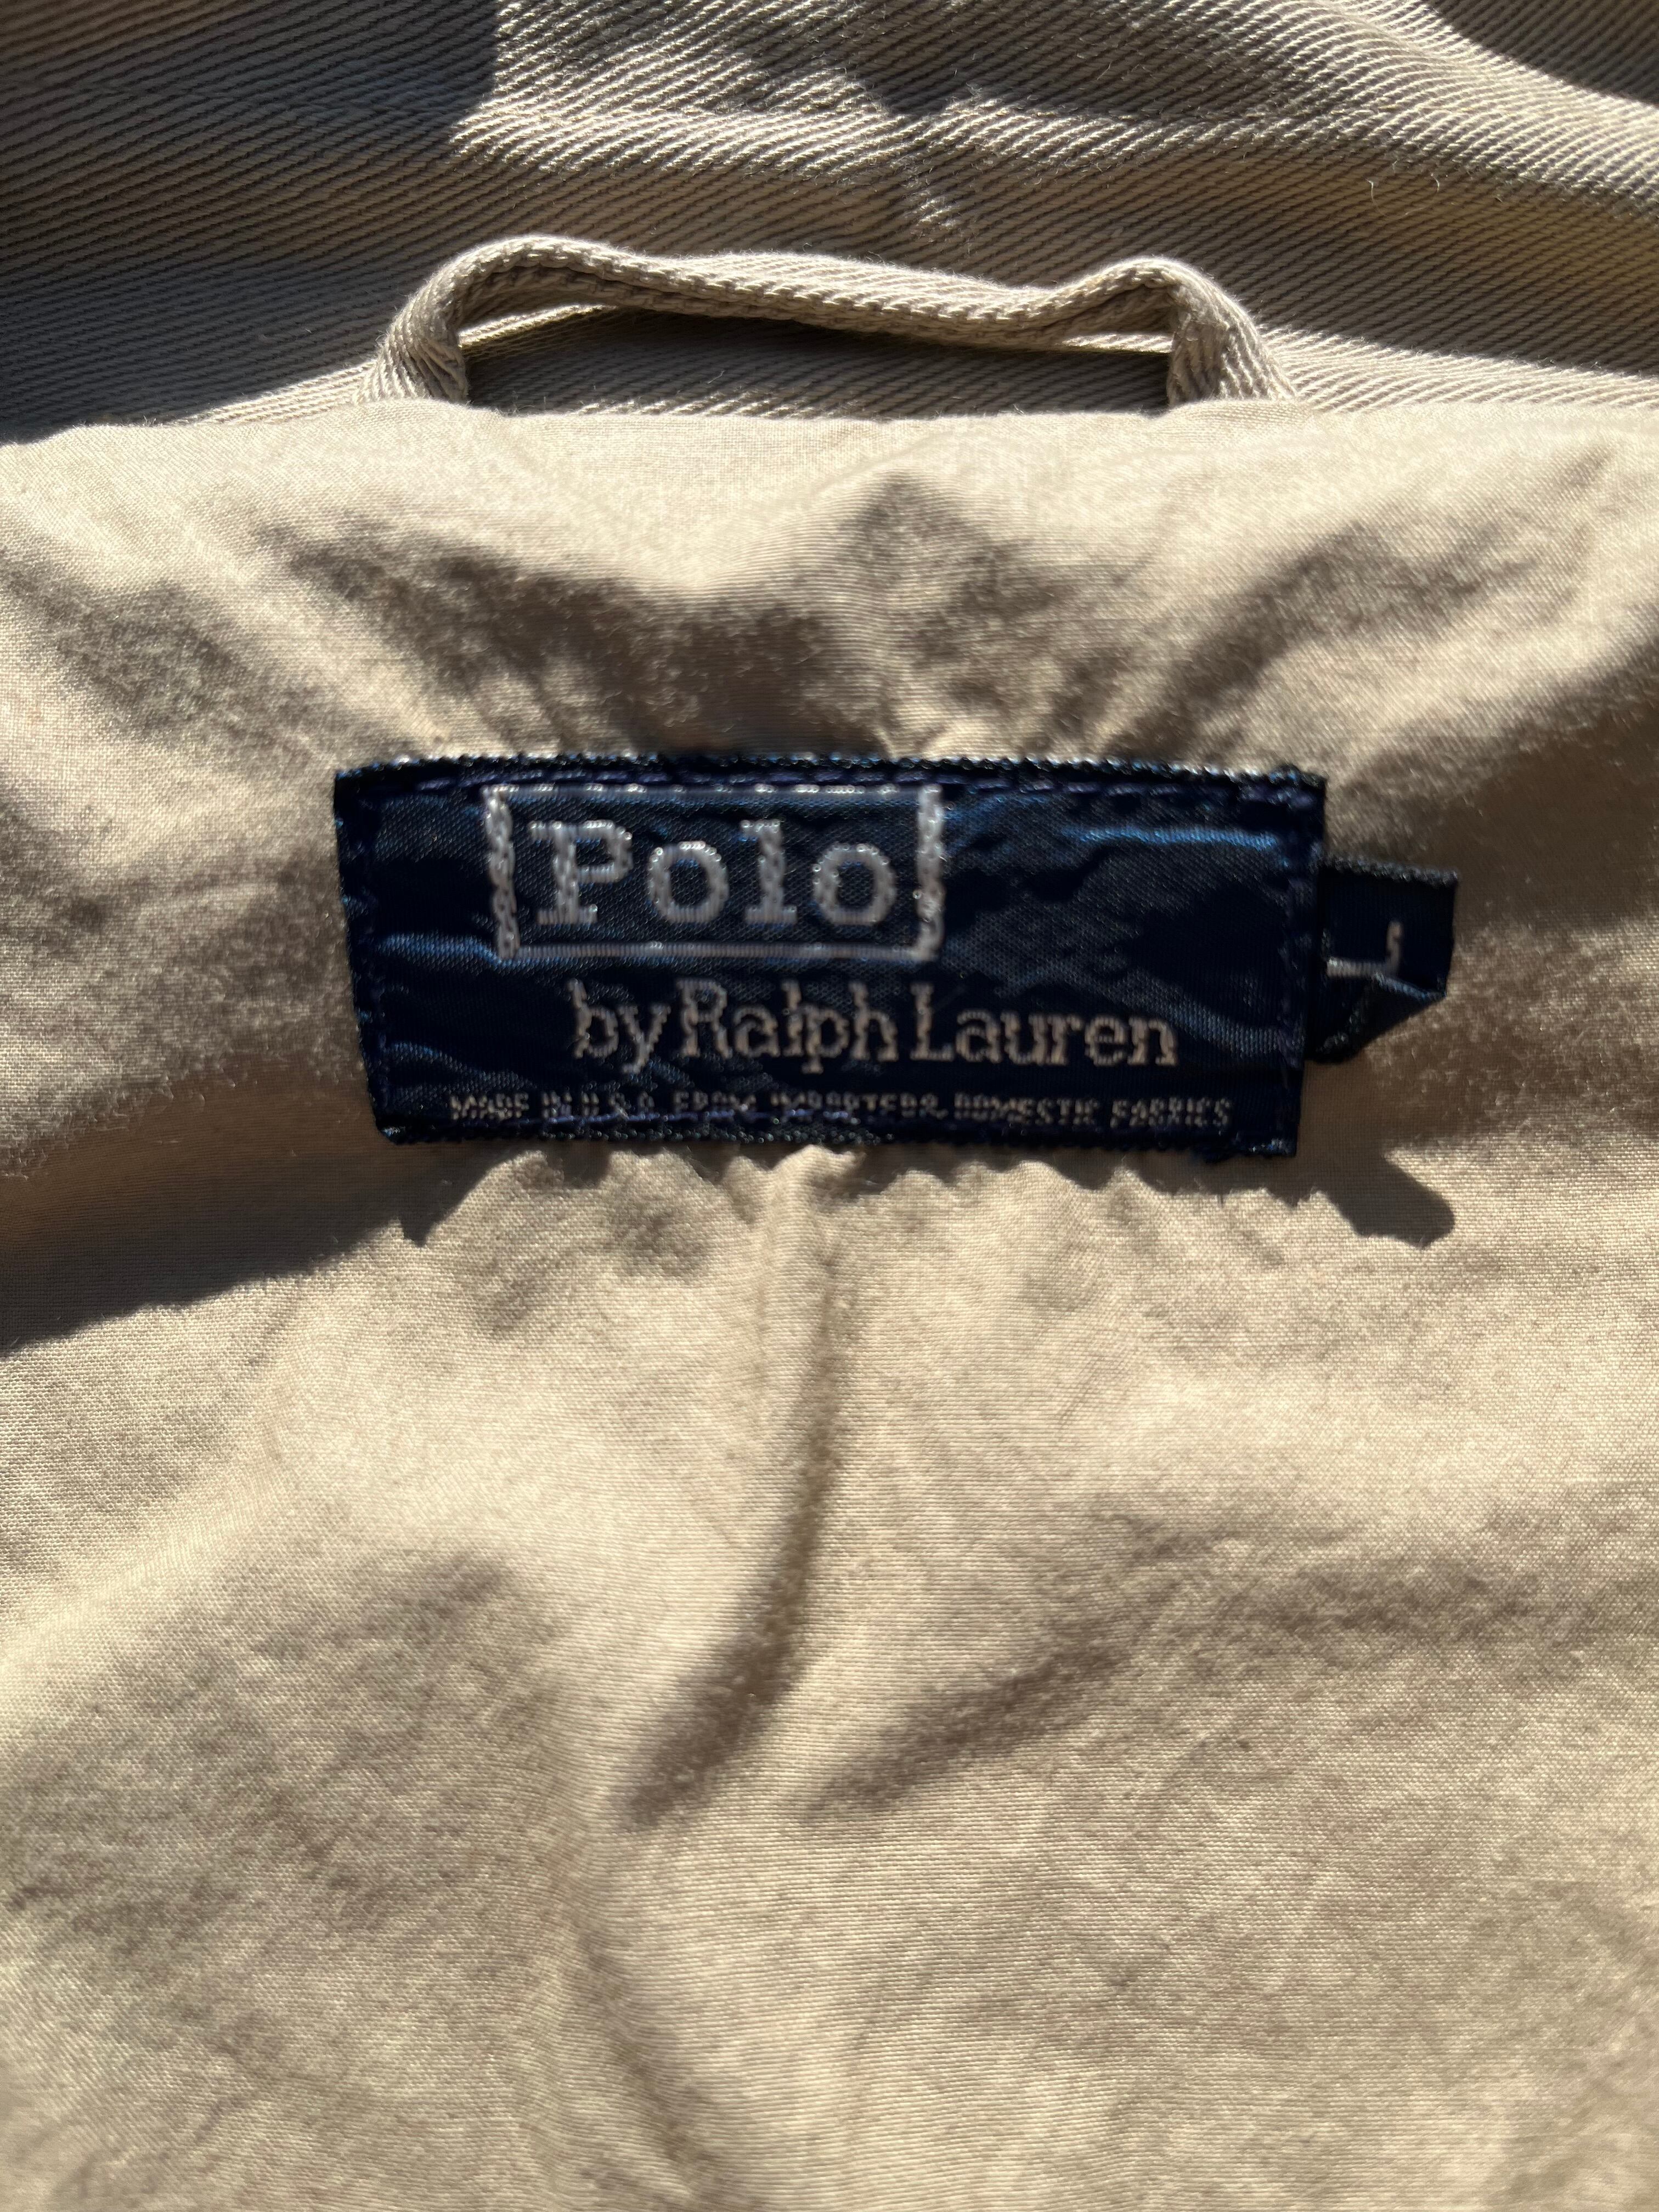 Polo
by Ralph Lauren
MADE IN U.S.A. FROM IMPORTED & DOMESTIC FABRICS
L